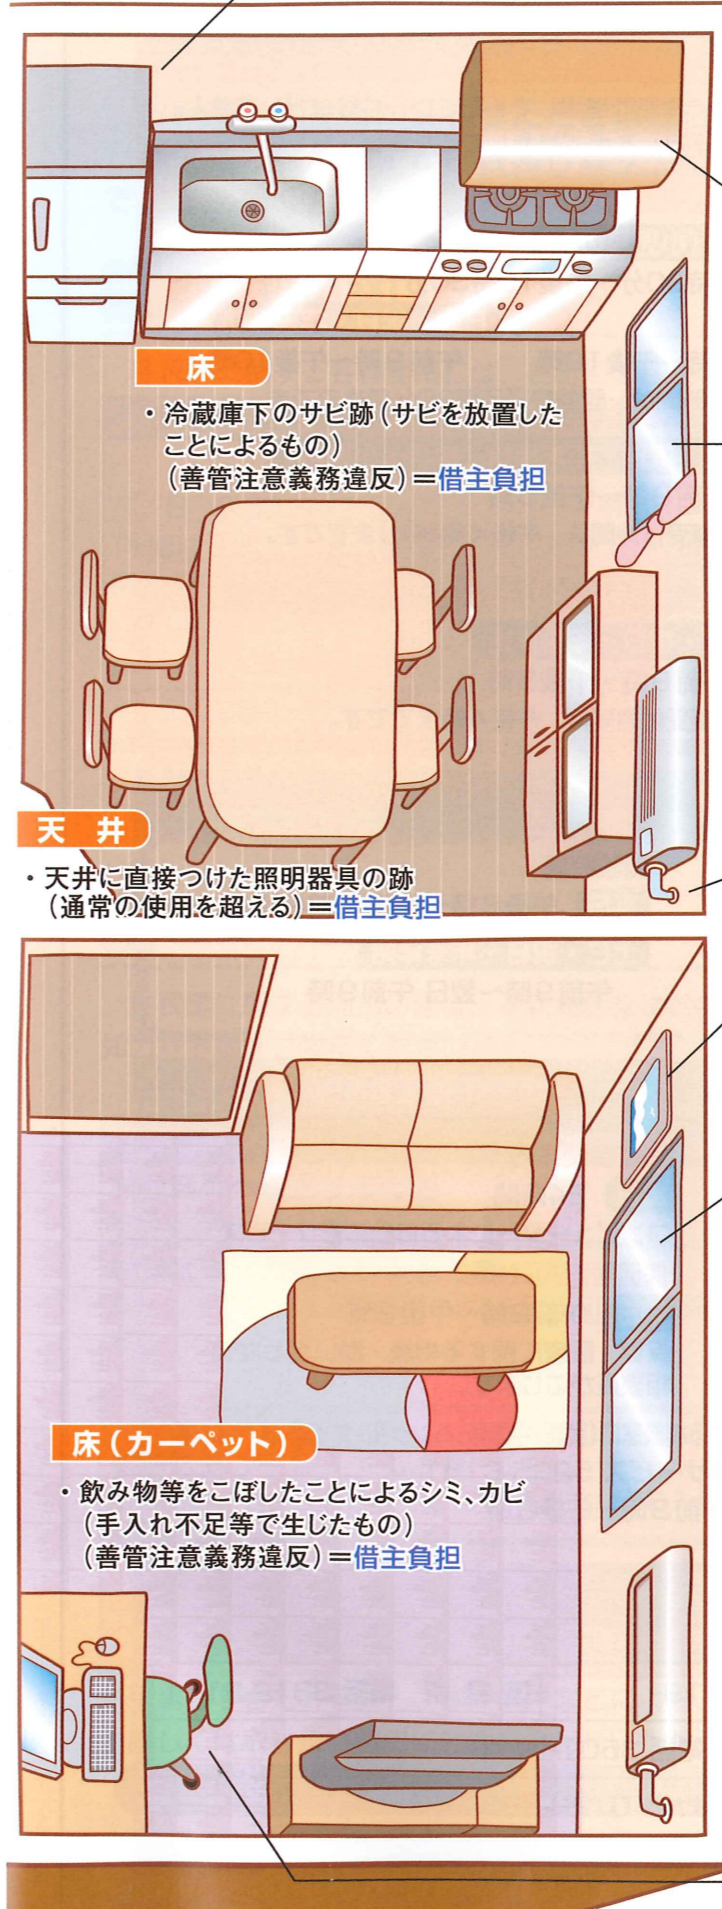 床
・冷蔵庫下のサビ跡(サビを放置した
ことによるもの)
(善管注意義務違反)=借主負担
天 井
・天井に直接つけた照明器具の跡
(通常の使用を超える)=借主負担
床(カーペット)
・飲み物等をこぼしたことによるシミ、カビ
(手入れ不足等で生じたもの)
(善管注意義務違反)=借主負担